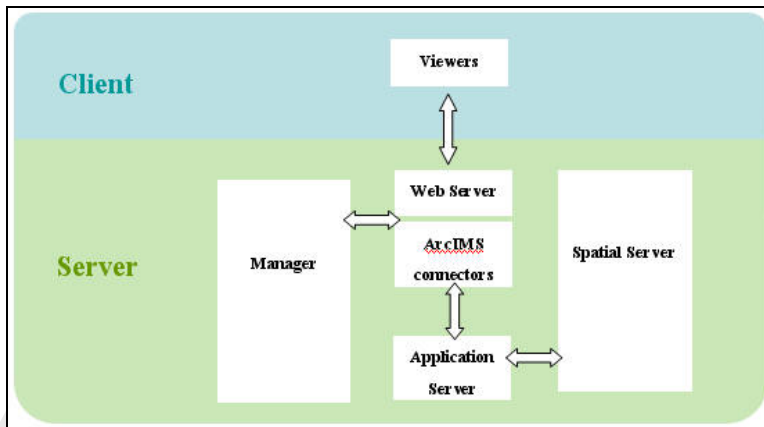 Viewers
Client
Web Server
Manager
ArcIMS
connectors
Spatial Server
Server
Application
Server